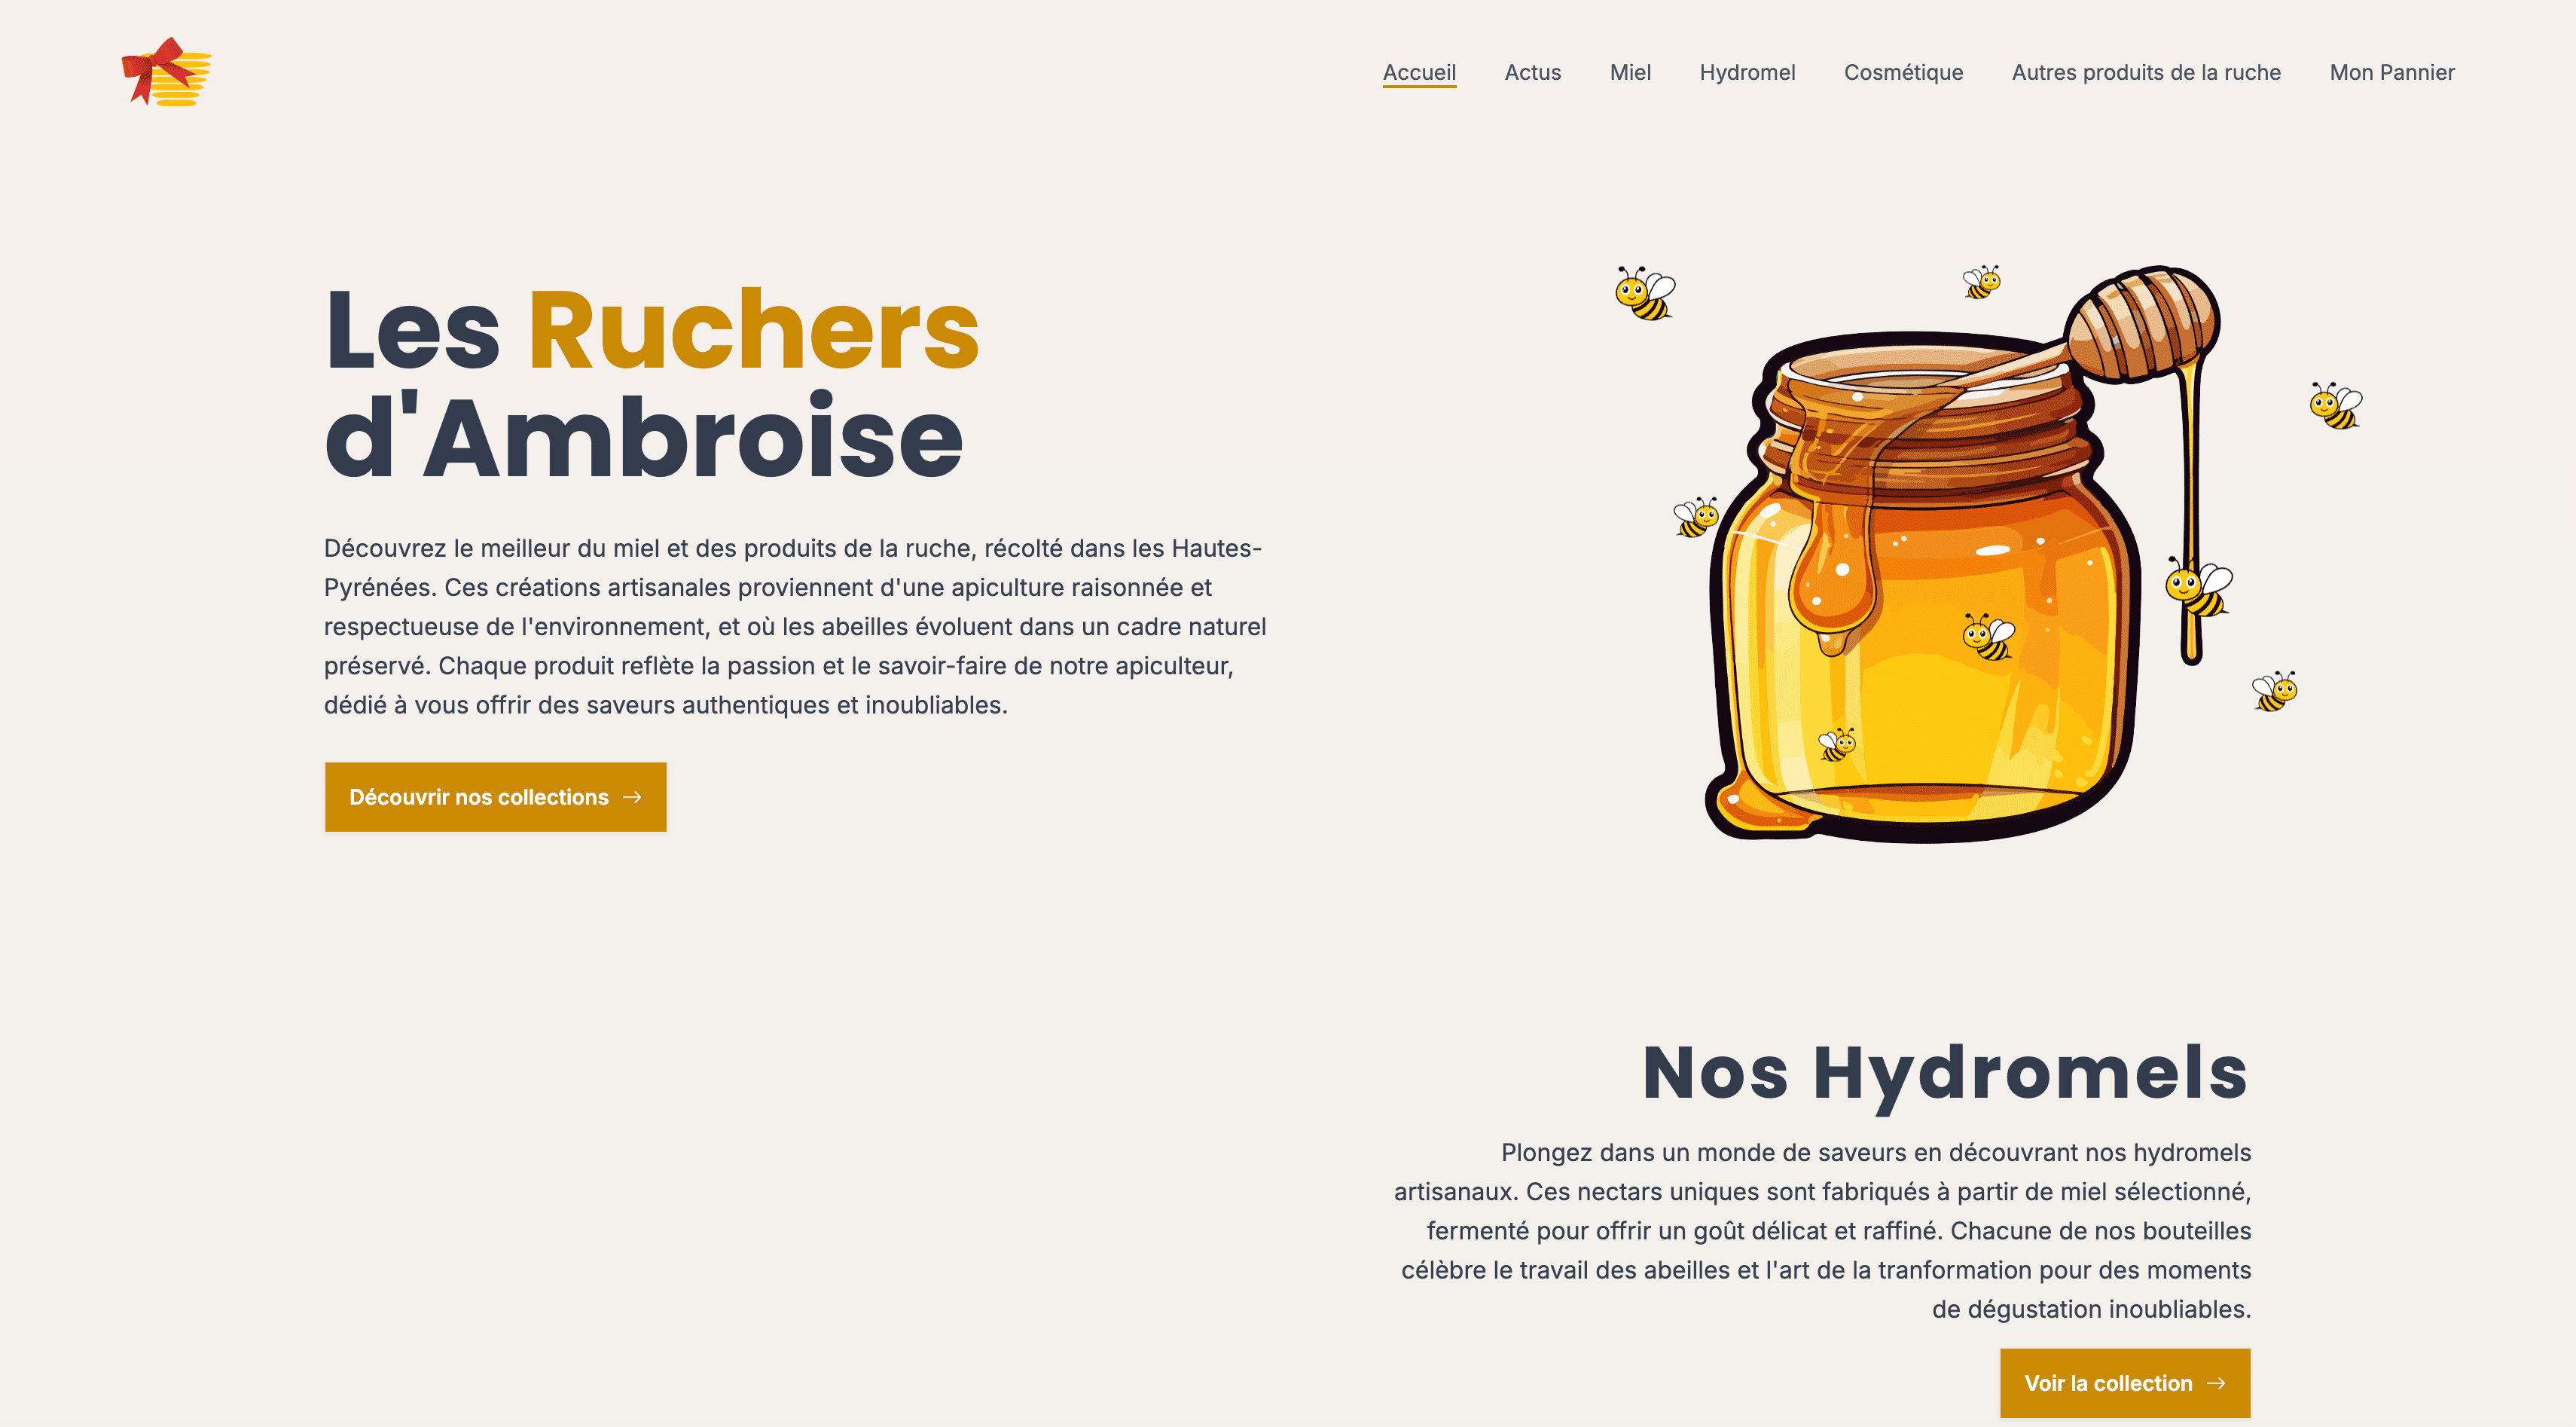 Accueil Actus Miel Hydromel Cosmétique Autres produits de la ruche Mon Pannier
Les Ruchers
d'Ambroise
Découvrez le meilleur du miel et des produits de la ruche, récolté dans les Hautes-
Pyrénées. Ces créations artisanales proviennent d'une apiculture raisonnée et
respectueuse de l'environnement, et où les abeilles évoluent dans un cadre naturel
préservé. Chaque produit reflète la passion et le savoir-faire de notre apiculteur,
dédié à vous offrir des saveurs authentiques et inoubliables.
Découvrir nos collections →
Nos Hydromels
Plongez dans un monde de saveurs en découvrant nos hydromels
artisanaux. Ces nectars uniques sont fabriqués à partir de miel sélectionné,
fermenté pour offrir un goût délicat et raffiné. Chacune de nos bouteilles
célèbre le travail des abeilles et l'art de la tranformation pour des moments
de dégustation inoubliables.
Voir la collection →